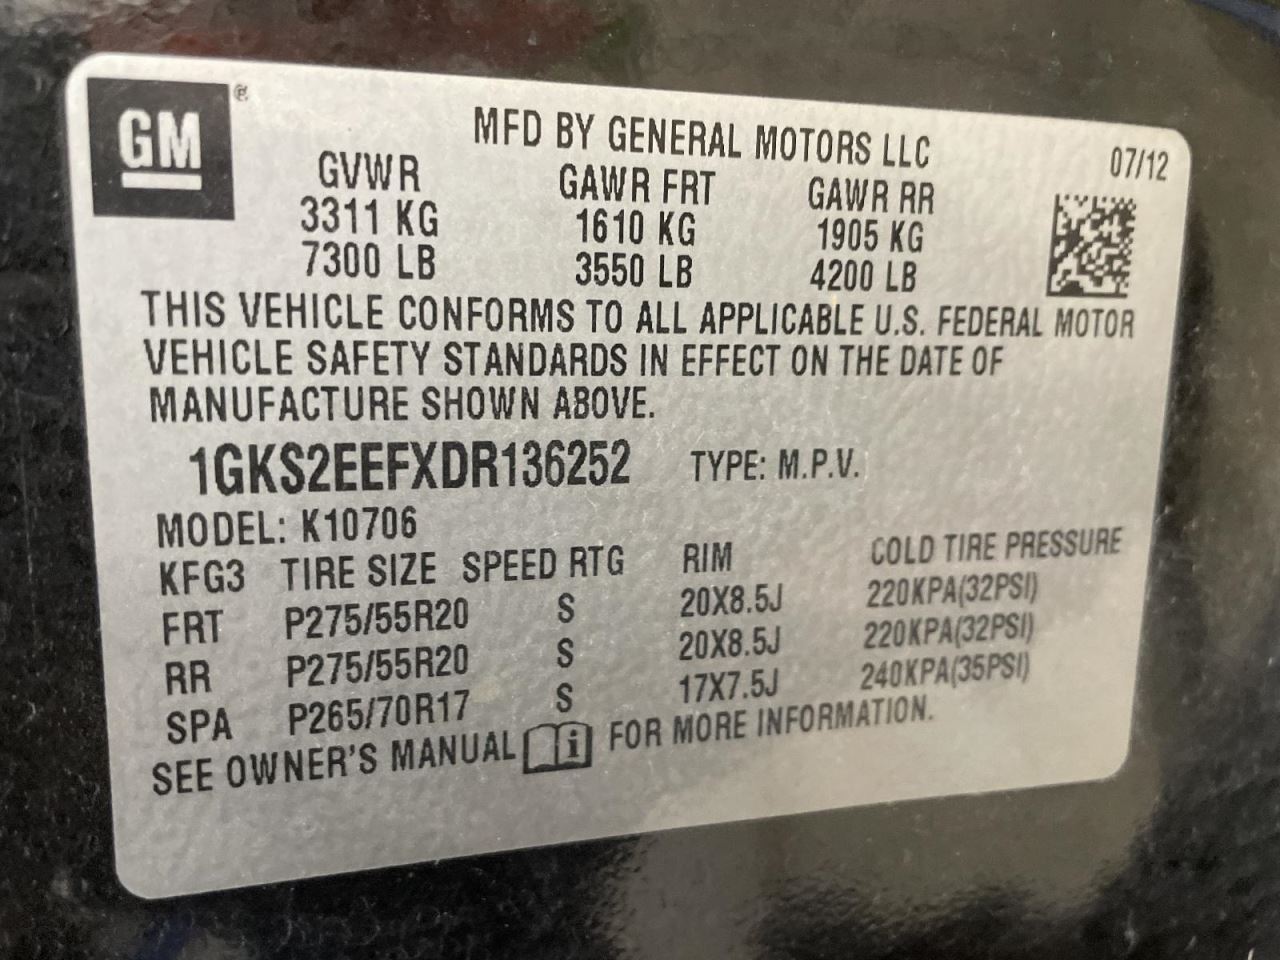 GM®
MFD BY GENERAL MOTORS LLC
07/12
GVWR GAWR FRT GAWR RR
3311 KG 1610 KG 1905 KG
7300 LB 3550 LB 4200 LB
THIS VEHICLE CONFORMS TO ALL APPLICABLE U.S. FEDERAL MOTOR
VEHICLE SAFETY STANDARDS IN EFFECT ON THE DATE OF
MANUFACTURE SHOWN ABOVE.
1GKS2EEFXDR136252 TYPE: M.P.V.
MODEL: K10706
KFG3 TIRE SIZE SPEED RTG RIM COLD TIRE PRESSURE
FRT P275/55R20 S 20X8.5J 220KPA(32PSI)
RR P275/55R20 S 20X8.5J 220KPA(32PSI)
SPA P265/70R17 S 17X7.5J 240KPA(35PSI)
SEE OWNER'S MANUAL i FOR MORE INFORMATION.